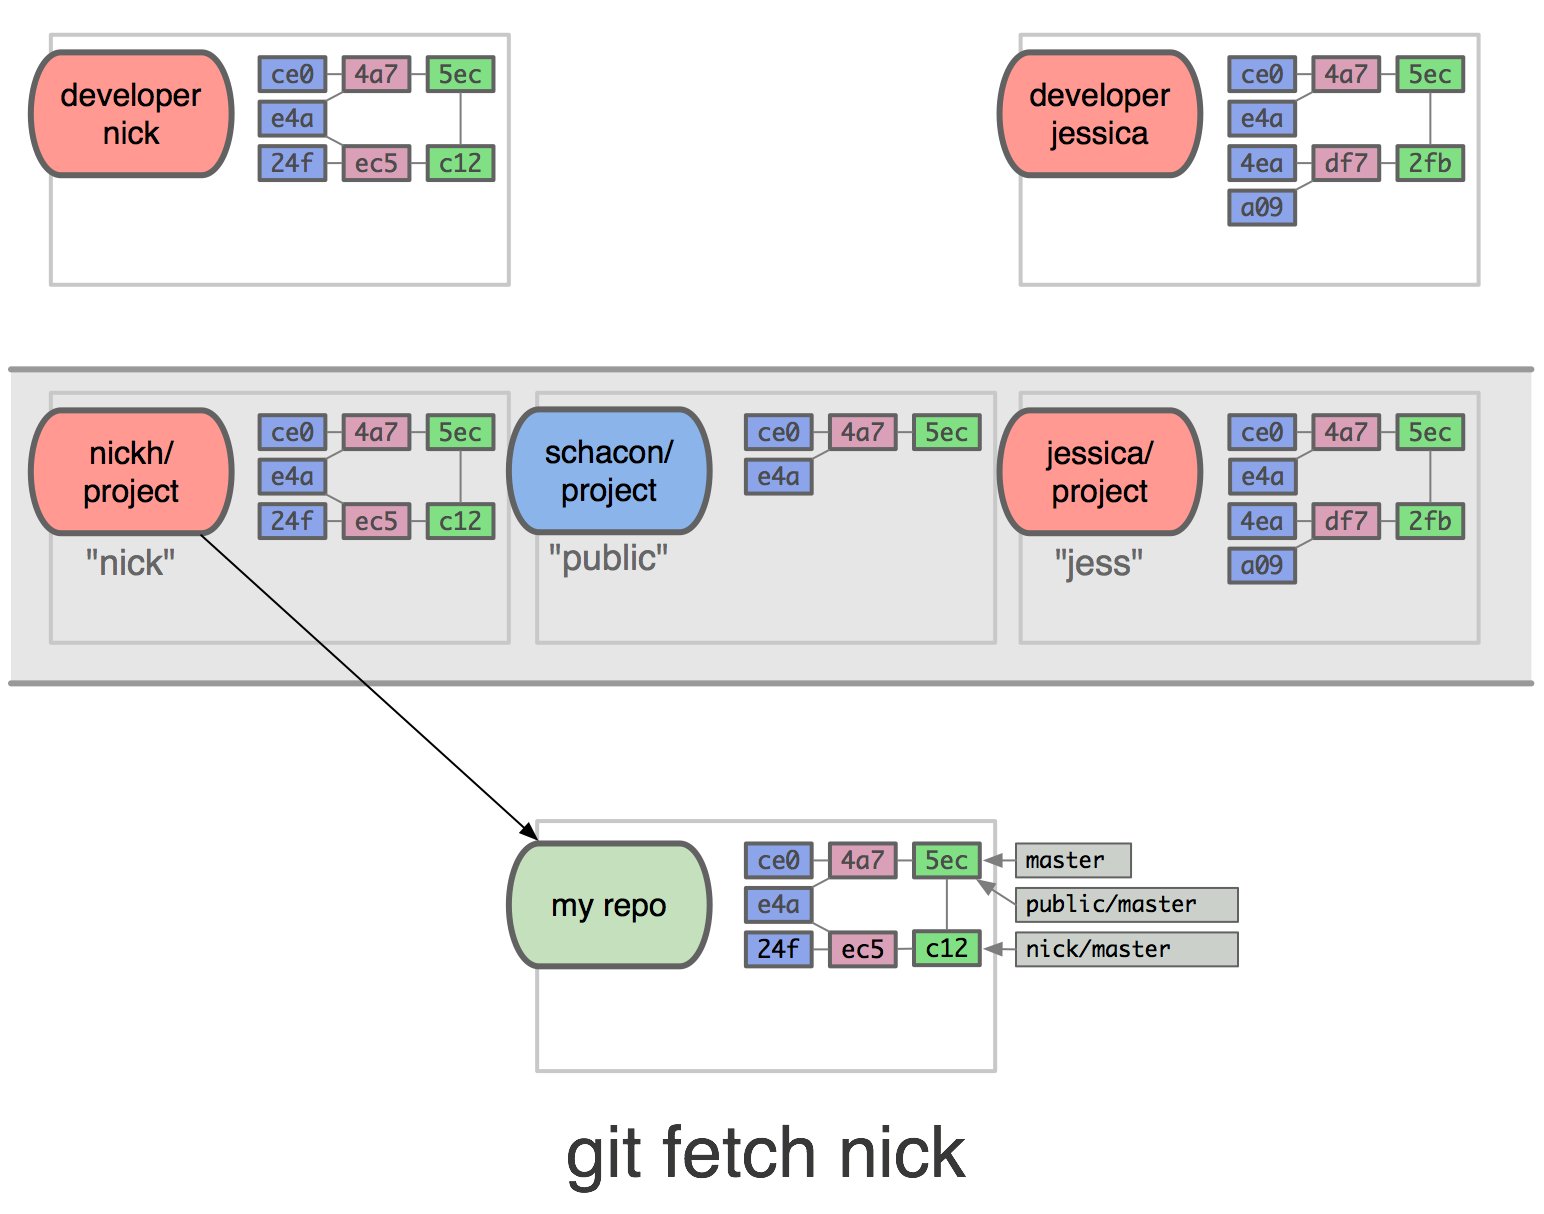 developer
nick
ce0 4a7 5ec
e4a
24f ec5 c12
developer
jessica
ce0 4a7 5ec
e4a
4ea df7 2fb
a09
nickh/
project
"nick"
ce0 4a7 5ec
e4a
24f ec5 c12
schacon/
project
"public"
ce0 4a7 5ec
e4a
jessica/
project
"jess"
ce0 4a7 5ec
e4a
4ea df7 2fb
a09
my repo
ce0 4a7 5ec master
e4a public/master
24f ec5 c12 nick/master
git fetch nick